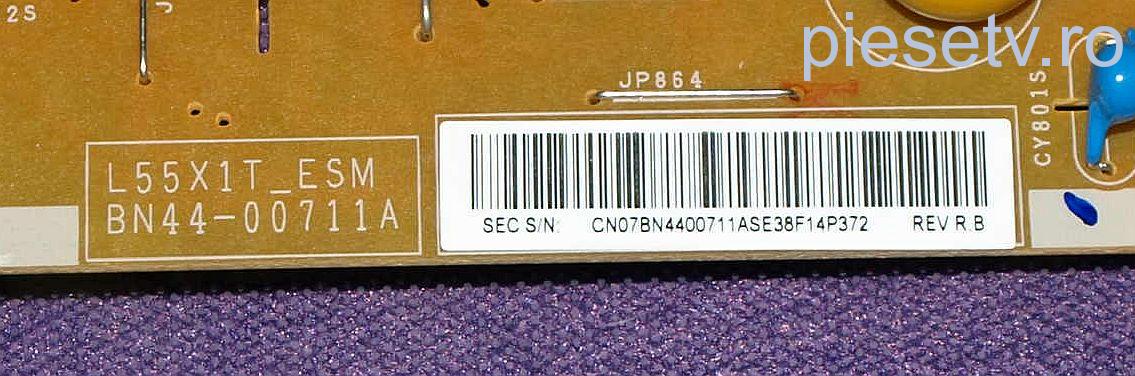 2S
piesetv.ro
JP864
CY801S
L55X1T_ESM
BN44-00711A
SEC S/N: CN07BN4400711ASE38F14P372 REV R.B